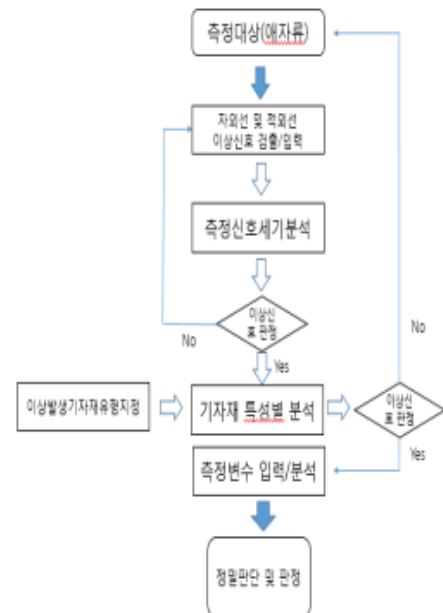 측정대상(애자류)
자외선 및 적외선
이상신호 검출/입력
측정신호세기분석
이상신
호 판정
No
Yes
이상발생기자재유형지정
기자재 특성별 분석
이상신
호 판정
No
Yes
측정변수 입력/분석
정밀판단 및 판정